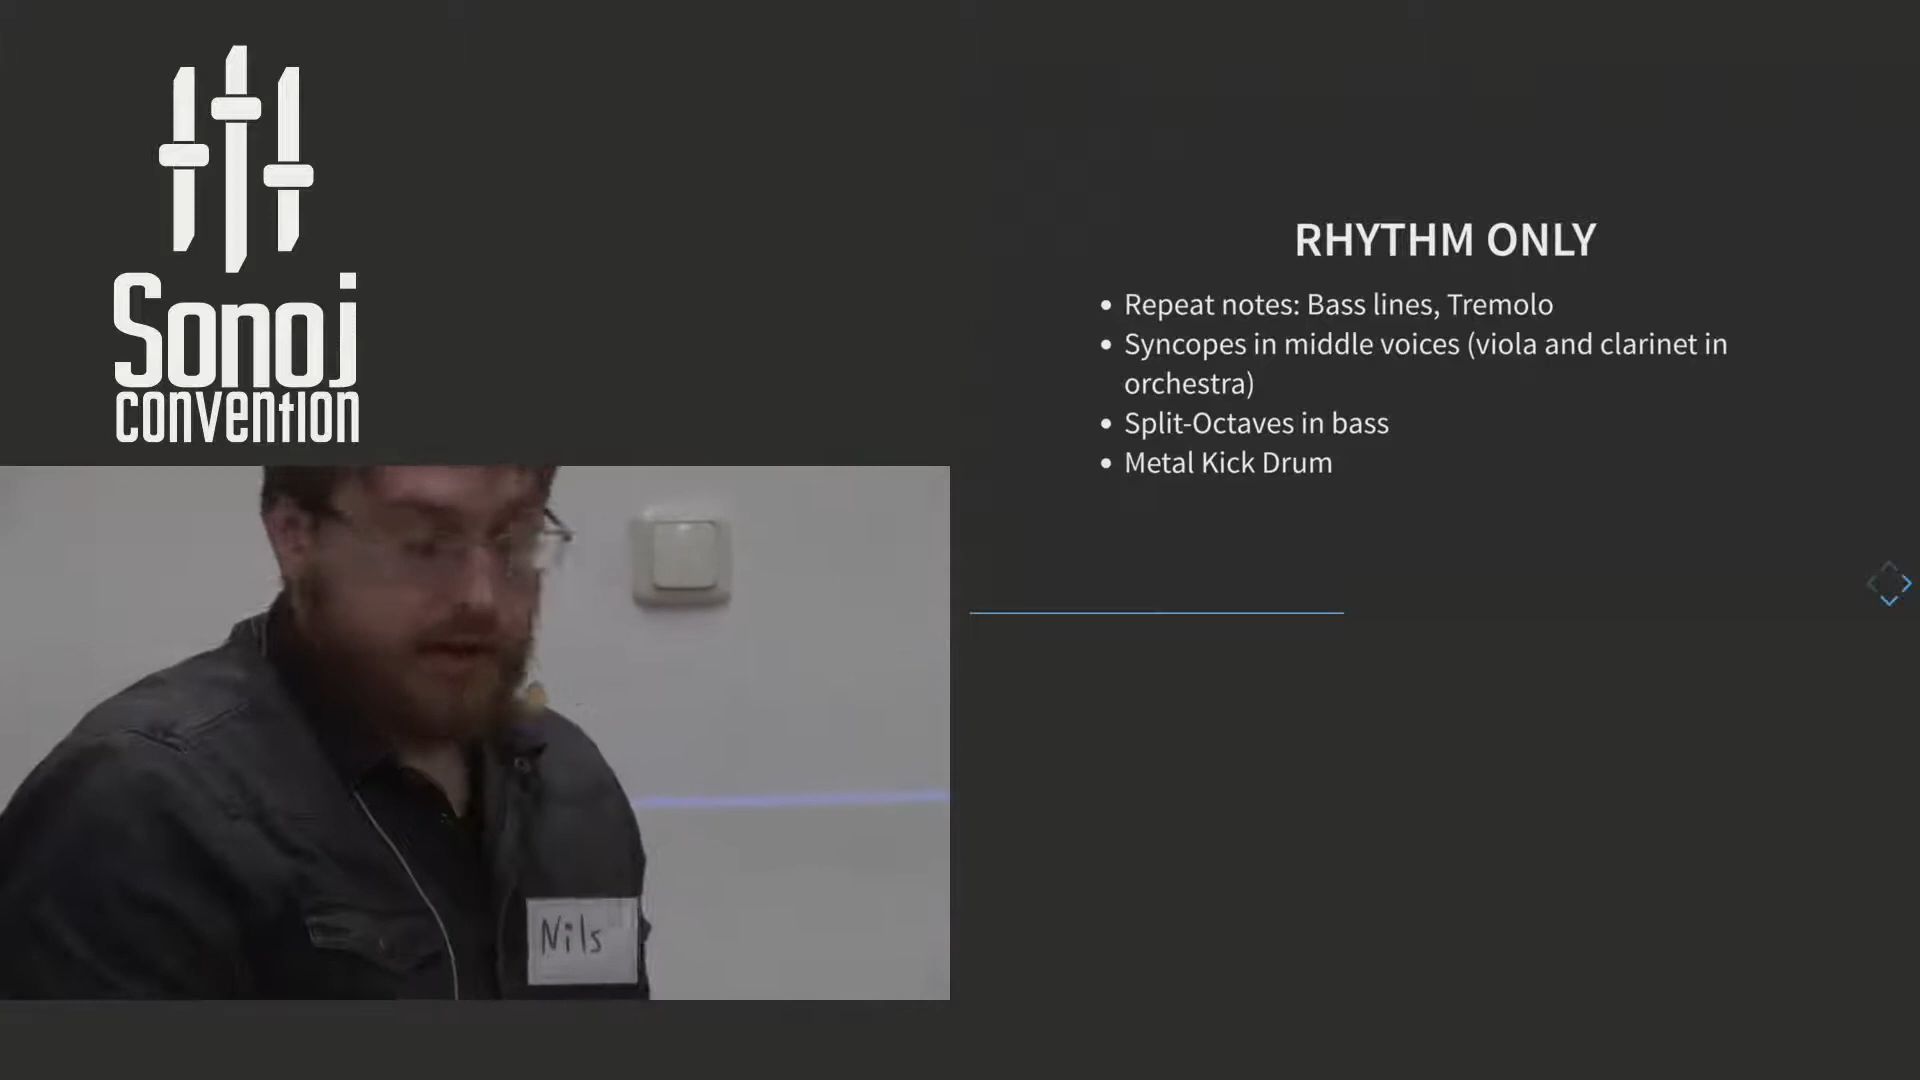 Sonoj
convention
RHYTHM ONLY
• Repeat notes: Bass lines, Tremolo
• Syncopes in middle voices (viola and clarinet in
orchestra)
• Split-Octaves in bass
• Metal Kick Drum
Nils